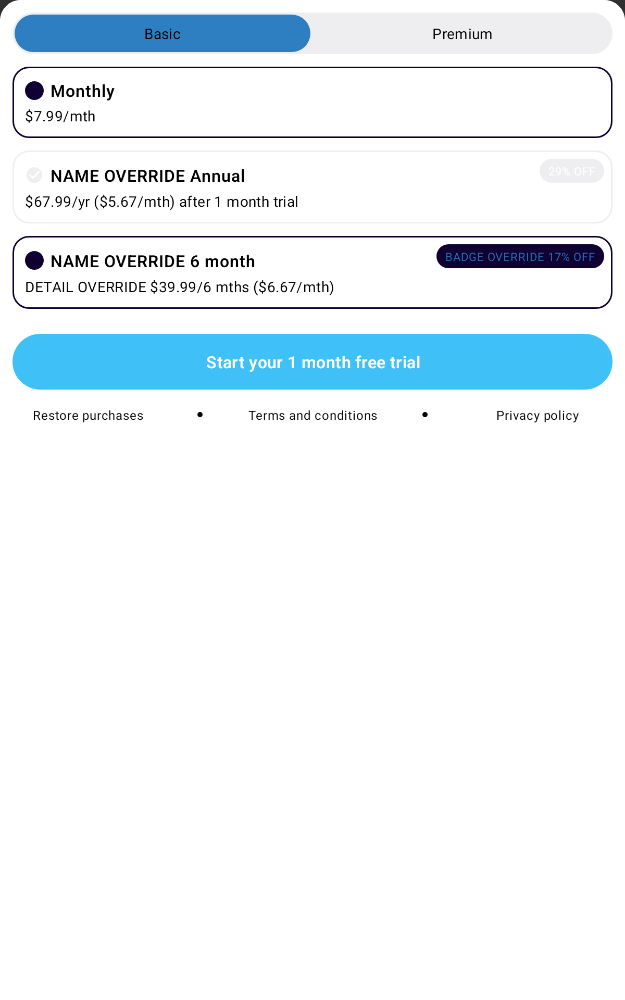 Basic
Premium
Monthly
$7.99/mth
NAME OVERRIDE Annual
29% OFF
$67.99/yr ($5.67/mth) after 1 month trial
NAME OVERRIDE 6 month
BADGE OVERRIDE 17% OFF
DETAIL OVERRIDE $39.99/6 mths ($6.67/mth)
Start your 1 month free trial
Restore purchases • Terms and conditions • Privacy policy